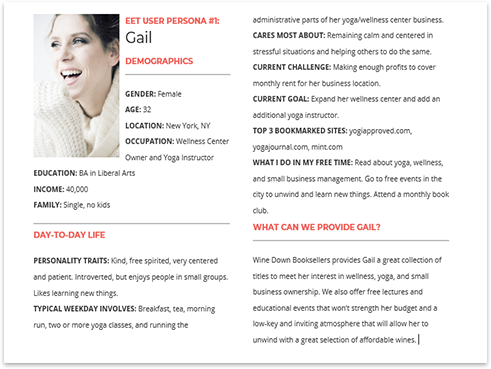 EET USER PERSONA #1:
Gail
DEMOGRAPHICS
GENDER: Female
AGE: 32
LOCATION: New York, NY
OCCUPATION: Wellness Center
Owner and Yoga Instructor
EDUCATION: BA in Liberal Arts
INCOME: 40,000
FAMILY: Single, no kids
DAY-TO-DAY LIFE
PERSONALITY TRAITS: Kind, free spirited, very centered
and patient. Introverted, but enjoys people in small groups.
Likes learning new things.
TYPICAL WEEKDAY INVOLVES: Breakfast, tea, morning
run, two or more yoga classes, and running the
administrative parts of her yoga/wellness center business.
CARES MOST ABOUT: Remaining calm and centered in
stressful situations and helping others to do the same.
CURRENT CHALLENGE: Making enough profits to cover
monthly rent for her business location.
CURRENT GOAL: Expand her wellness center and add an
additional yoga instructor.
TOP 3 BOOKMARKED SITES: yogiapproved.com,
yogajournal.com, mint.com
WHAT I DO IN MY FREE TIME: Read about yoga, wellness,
and small business management. Go to free events in the
city to unwind and learn new things. Attend a monthly book
club.
WHAT CAN WE PROVIDE GAIL?
Wine Down Booksellers provides Gail a great collection of
titles to meet her interest in wellness, yoga, and small
business ownership. We also offer free lectures and
educational events that won't strength her budget and a
low-key and inviting atmosphere that will allow her to
unwind with a great selection of affordable wines.